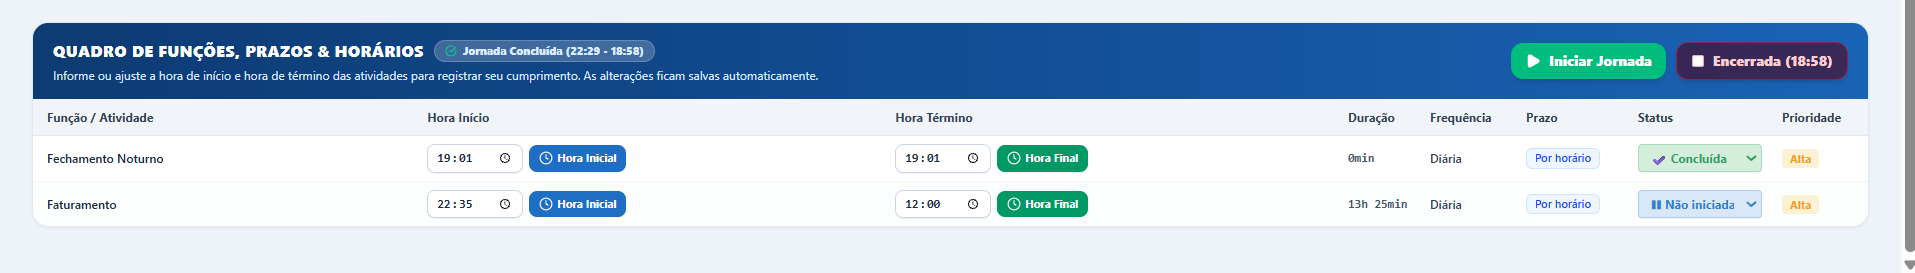 QUADRO DE FUNÇÕES, PRAZOS & HORÁRIOS Jornada Concluída (22:29 - 18:58)
Informe ou ajuste a hora de início e hora de término das atividades para registrar seu cumprimento. As alterações ficam salvas automaticamente.
Iniciar Jornada Encerrada (18:58)
Função / Atividade Hora Início Hora Término Duração Frequência Prazo Status Prioridade
Fechamento Noturno 19:01 Hora Inicial 19:01 Hora Final 0min Diária Por horário Concluída Alta
Faturamento 22:35 Hora Inicial 12:00 Hora Final 13h 25min Diária Por horário Não iniciada Alta